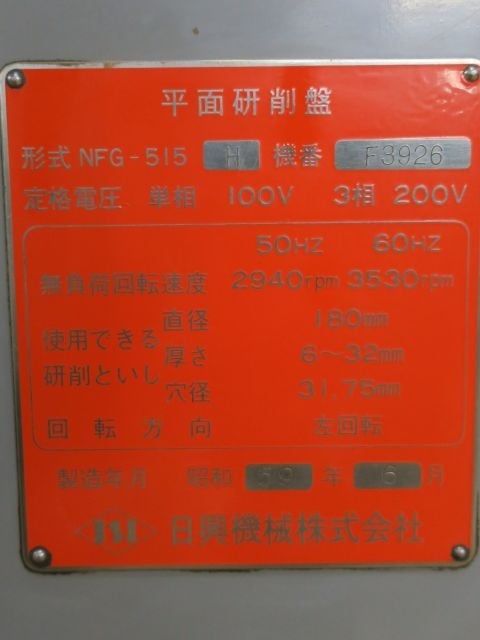 平面研削盤
形式 NFG-515 H 機番 F3926
定格電圧 単相 100V 3相 200V
50HZ 60HZ
無負荷回転速度 2940rpm 3530rpm
使用できる研削といし
直径 180mm
厚さ 6~32mm
穴径 31.75mm
回転方向 左回転
製造年月 昭和 59 年 6 月
日興機械株式会社